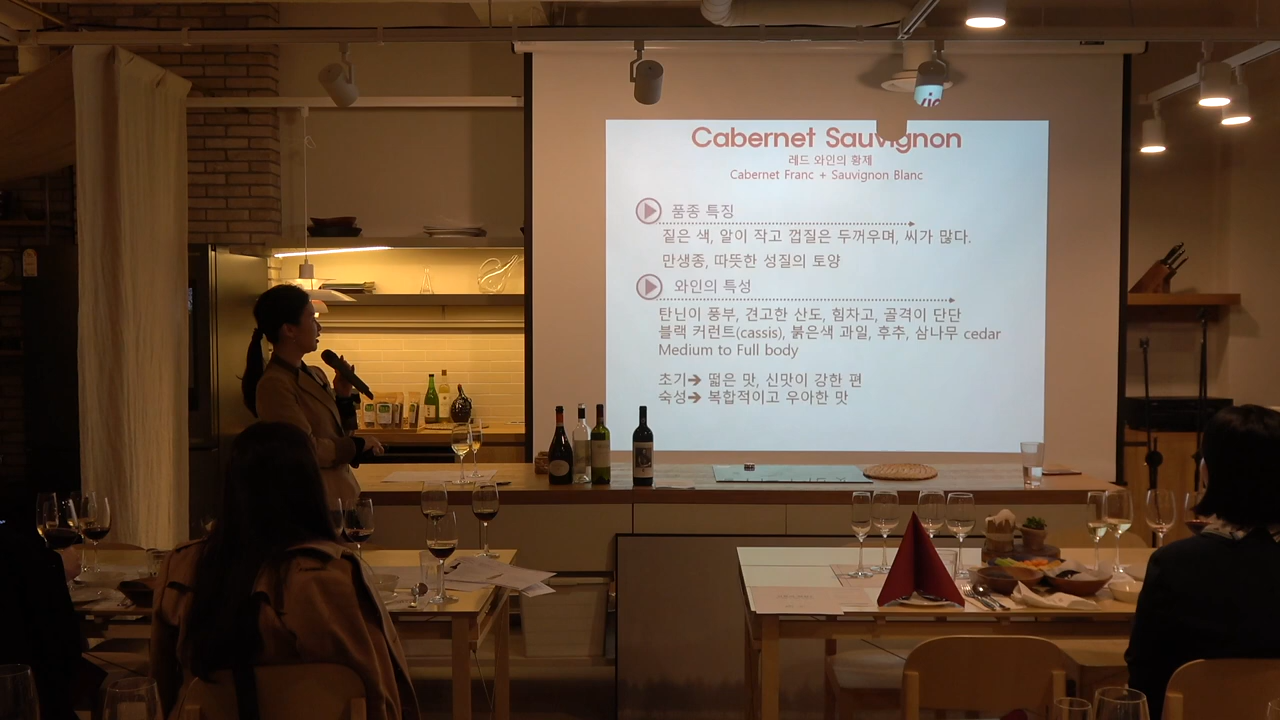 Cabernet Sauvignon
레드 와인의 황제
Cabernet Franc + Sauvignon Blanc
품종 특징
짙은 색, 알이 작고 껍질은 두꺼우며, 씨가 많다.
만생종, 따뜻한 성질의 토양
와인의 특성
탄닌이 풍부, 견고한 산도, 힘차고, 골격이 단단
블랙 커런트(cassis), 붉은색 과일, 후추, 삼나무 cedar
Medium to Full body
초기➔ 떫은 맛, 신맛이 강한 편
숙성➔ 복합적이고 우아한 맛